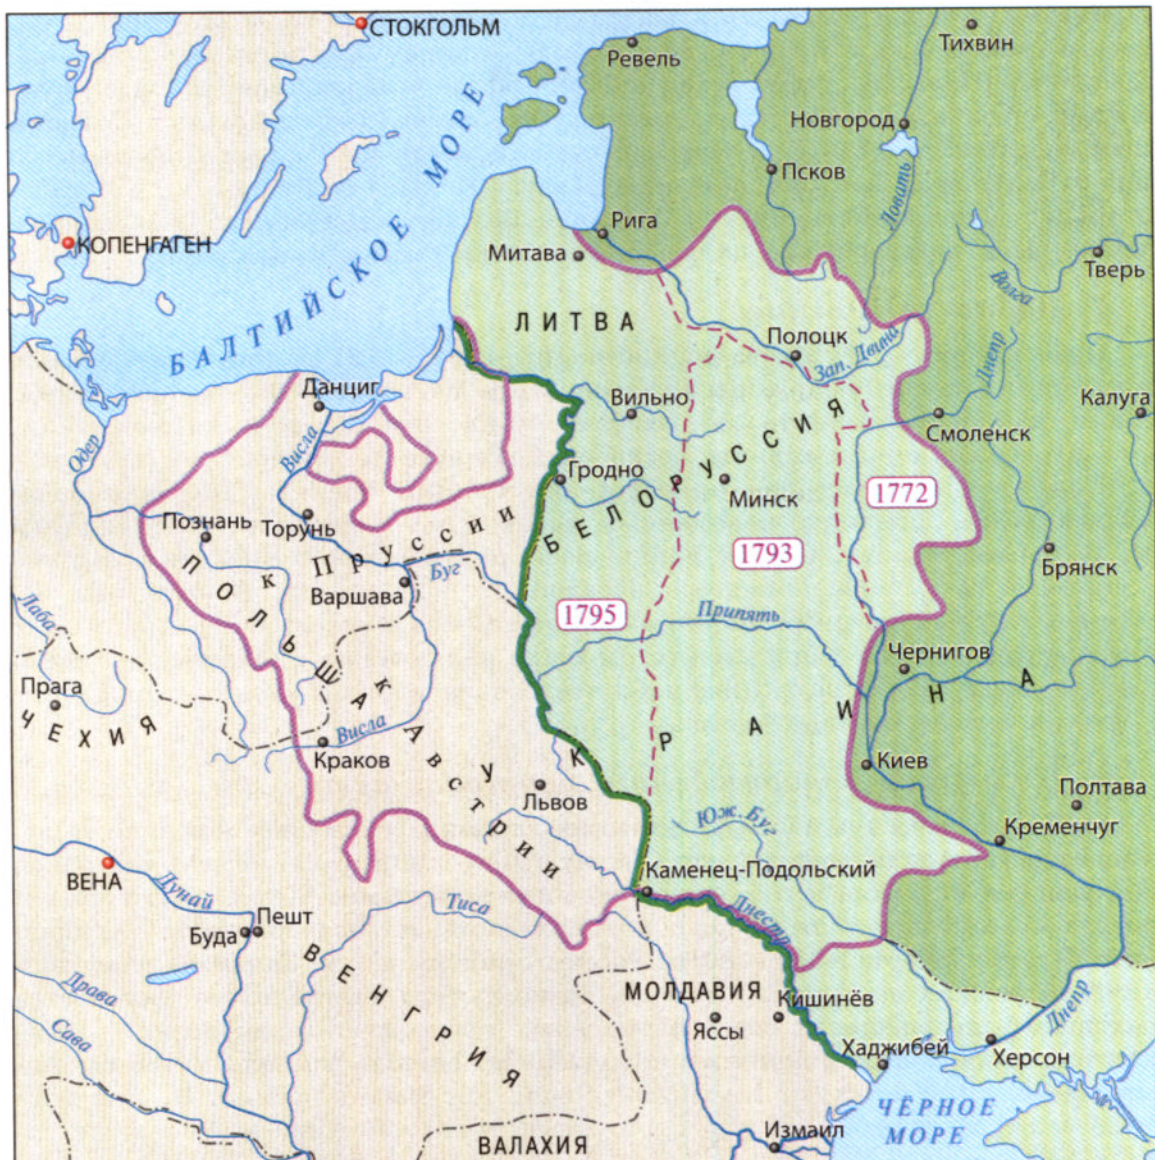 СТОКГОЛЬМ
Ревель
Тихвин
Новгород
Псков
Ловать
БАЛТИЙСКОЕ МОРЕ
КОПЕНГАГЕН
Рига
Митава
Тверь
Волга
ЛИТВА
Полоцк
Зап. Двина
Днепр
Данциг
Вильно
Смоленск
Калуга
Одер
Висла
БЕЛОРУССИЯ
Гродно
Минск
1772
Познань
Торунь
к Пруссии
1793
Брянск
ПОЛЬША
Варшава
Буг
1795
Припять
Лаба
Чернигов
Прага
ЧЕХИЯ
к Австрии
Висла
Краков
УКРАИНА
Киев
Львов
Полтава
Юж. Буг
Кременчуг
ВЕНА
Дунай
Каменец-Подольский
Тиса
Пешт
Буда
Днестр
ВЕНГРИЯ
Драва
Сава
МОЛДАВИЯ
Кишинёв
Яссы
Днепр
Хаджибей
Херсон
ЧЁРНОЕ
МОРЕ
Измаил
ВАЛАХИЯ